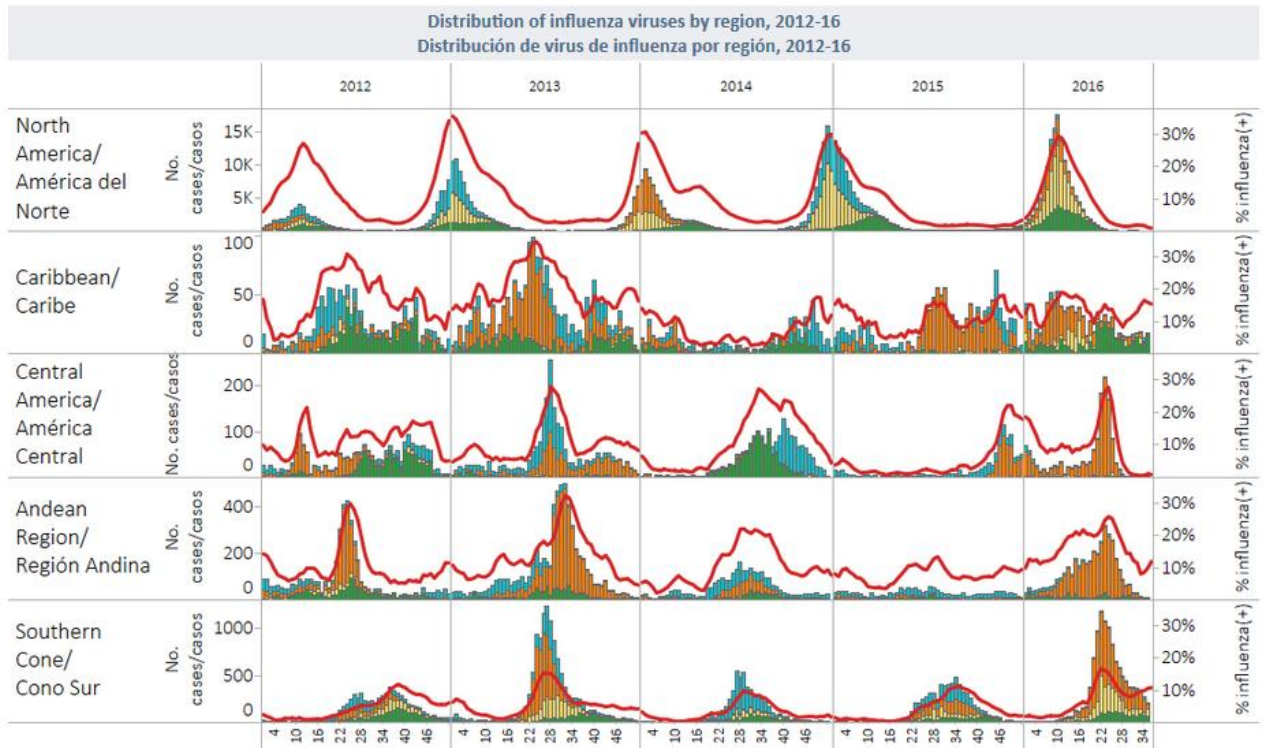 Distribution of influenza viruses by region, 2012-16
Distribución de virus de influenza por región, 2012-16
2012 2013 2014 2015 2016
North
America/
América del
Norte
No.
cases/casos
15K
10K
5K
30%
20%
10%
% influenza(+)
Caribbean/
Caribe
No.
cases/casos
100
50
0
30%
20%
10%
% influenza(+)
Central
America/
América
Central
No. cases/casos
200
100
0
30%
20%
10%
% influenza(+)
Andean
Region/
Región Andina
No.
cases/casos
400
200
0
30%
20%
10%
% influenza(+)
Southern
Cone/
Cono Sur
No.
cases/casos
1000
500
0
30%
20%
10%
% influenza(+)
4 10 16 22 28 34 40 46 4 10 16 22 28 34 40 46 4 10 16 22 28 34 40 46 4 10 16 22 28 34 40 46 4 10 16 22 28 34